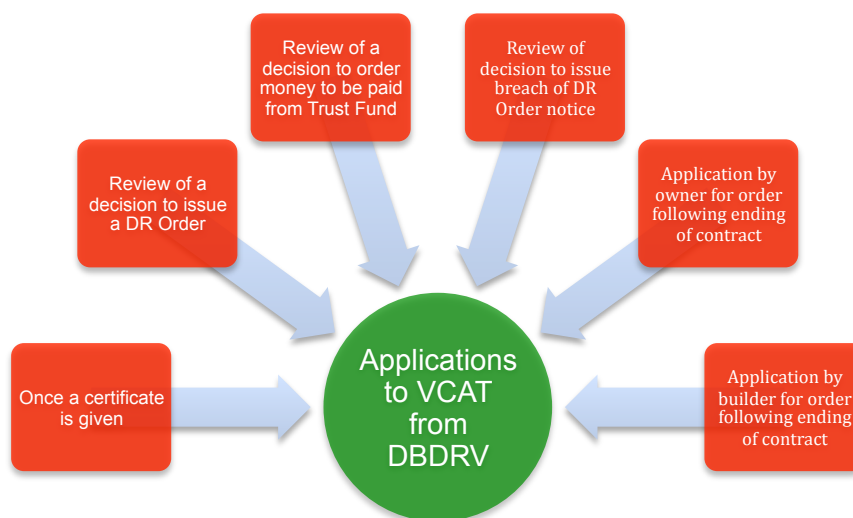 Review of a
decision to order
money to be paid
from Trust Fund
Review of
decision to issue
breach of DR
Order notice
Review of a
decision to issue
a DR Order
Application by
owner for order
following ending
of contract
Once a certificate
is given
Applications
to VCAT
from
DBDRV
Application by
builder for order
following ending
of contract